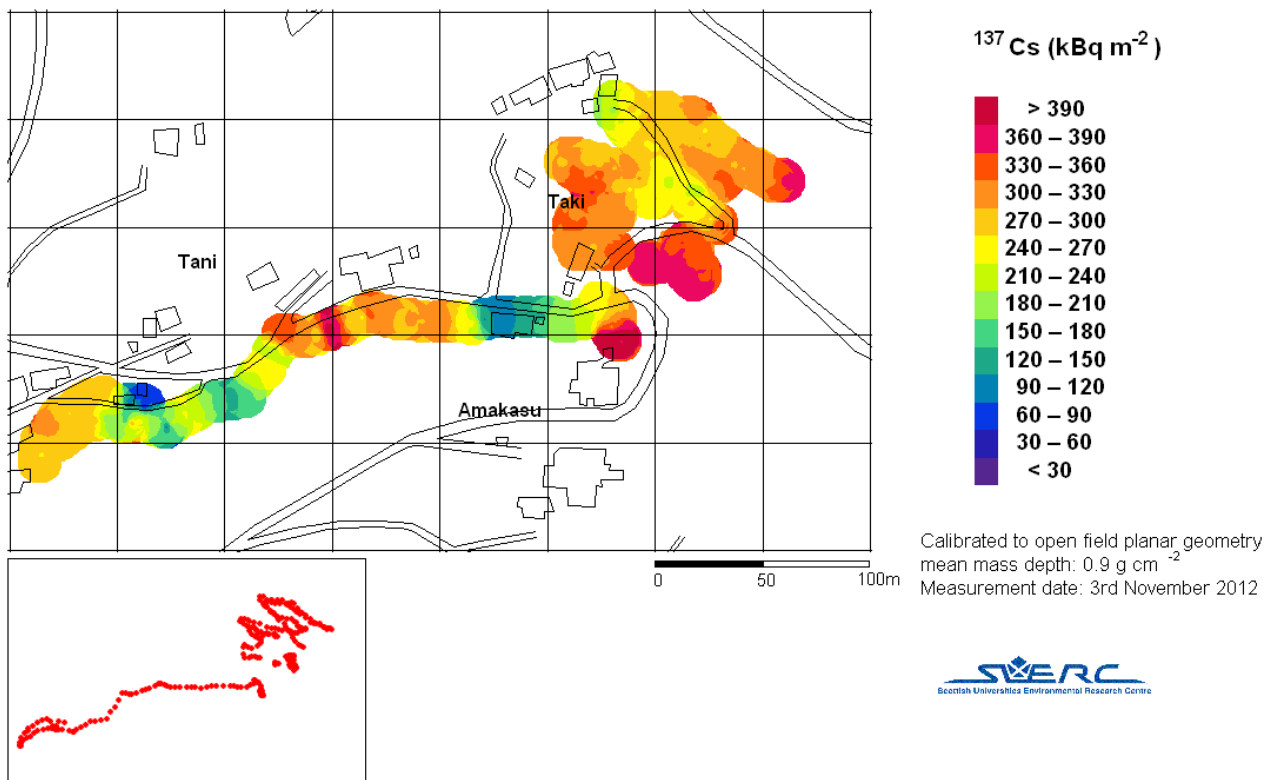 137 Cs (kBq m-2)
> 390
360 – 390
330 – 360
300 – 330
270 – 300
240 – 270
210 – 240
180 – 210
150 – 180
120 – 150
90 – 120
60 – 90
30 – 60
< 30
Taki
Tani
Amakasu
0 50 100m
Calibrated to open field planar geometry
mean mass depth: 0.9 g cm -2
Measurement date: 3rd November 2012
SUERC
Scottish Universities Environmental Research Centre